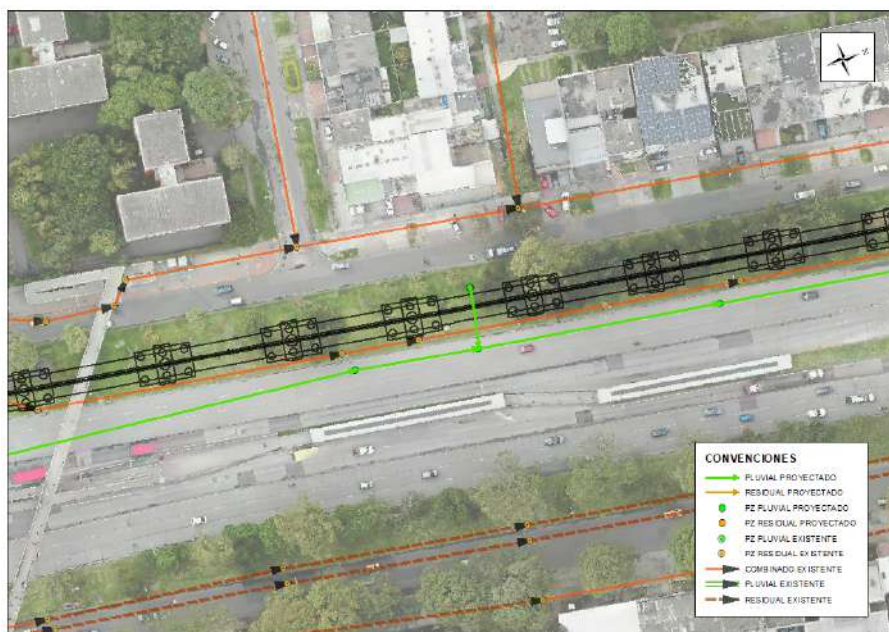 N
CONVENCIONES
PLUVIAL PROYECTADO
RESIDUAL PROYECTADO
PZ PLUVIAL PROYECTADO
PZ RESIDUAL PROYECTADO
PZ PLUVIAL EXISTENTE
PZ RESIDUAL EXISTENTE
COMBINADO EXISTENTE
PLUVIAL EXISTENTE
RESIDUAL EXISTENTE